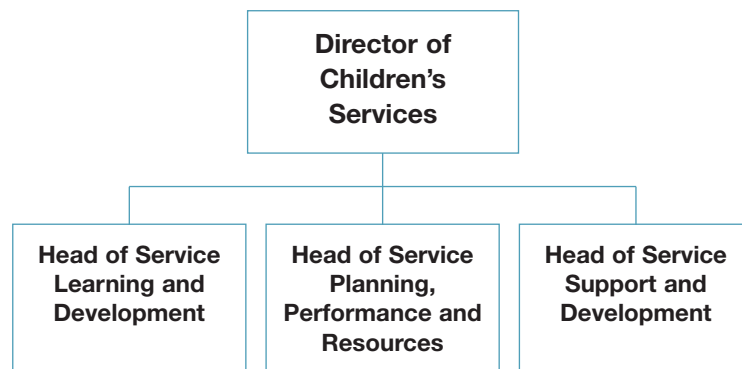 Director of
Children’s
Services
Head of Service
Learning and
Development
Head of Service
Planning,
Performance and
Resources
Head of Service
Support and
Development